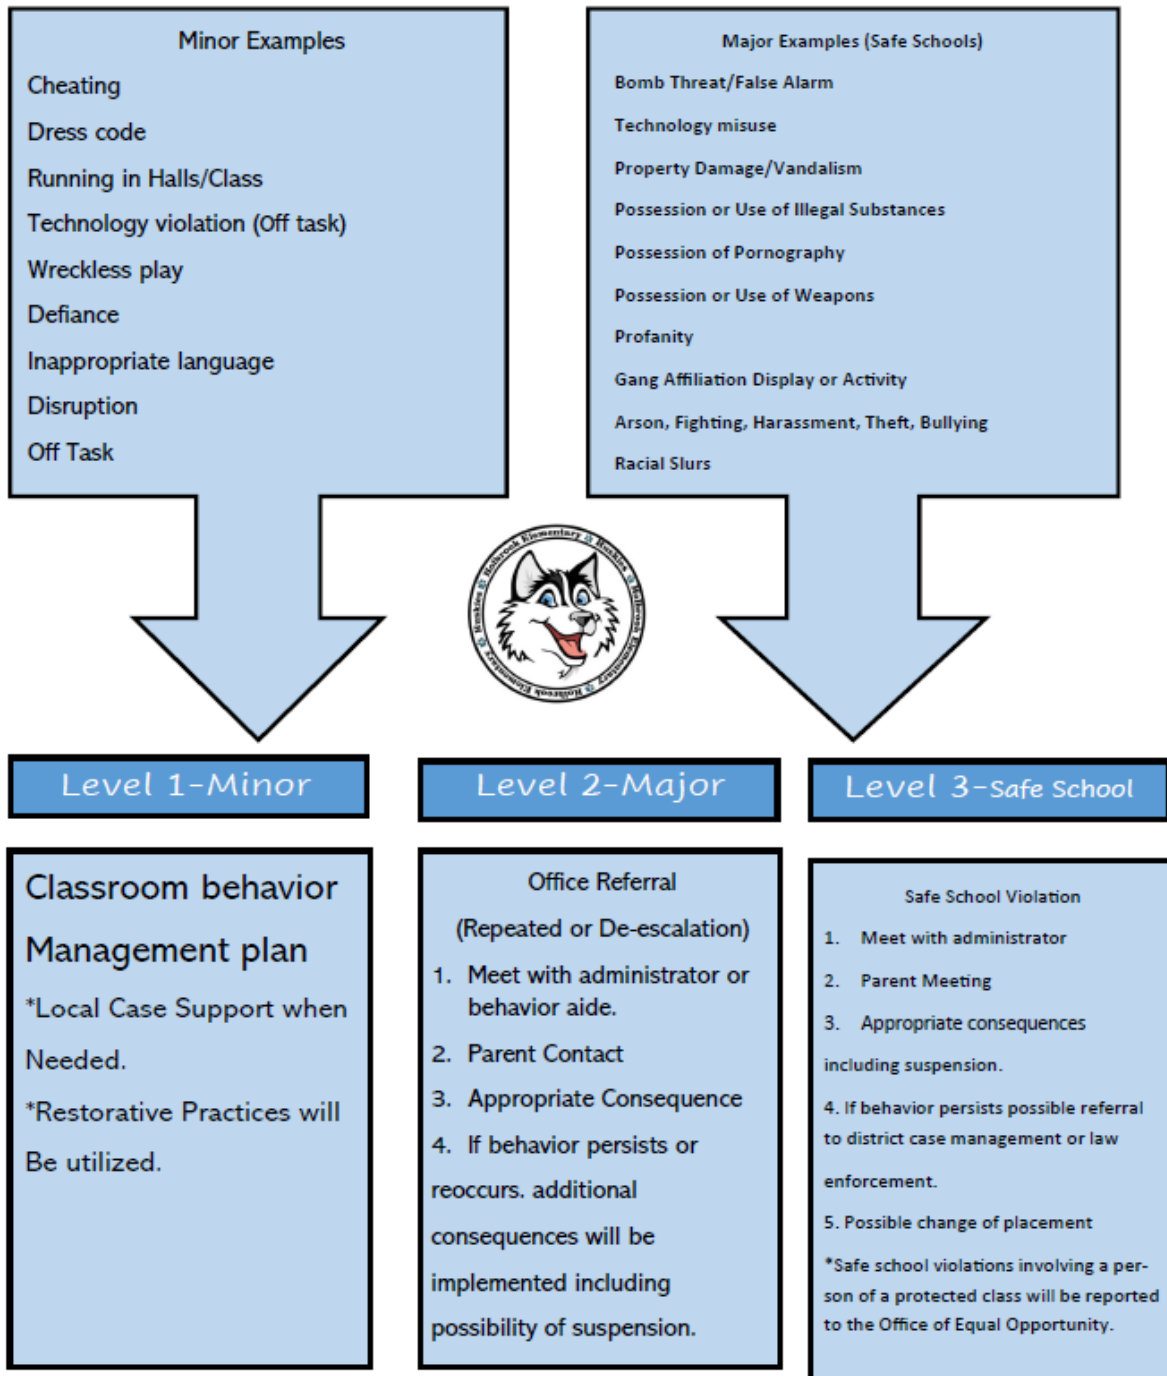 Minor Examples
Cheating
Dress code
Running in Halls/Class
Technology violation (Off task)
Wreckless play
Defiance
Inappropriate language
Disruption
Off Task
Major Examples (Safe Schools)
Bomb Threat/False Alarm
Technology misuse
Property Damage/Vandalism
Possession or Use of Illegal Substances
Possession of Pornography
Possession or Use of Weapons
Profanity
Gang Affiliation Display or Activity
Arson, Fighting, Harassment, Theft, Bullying
Racial Slurs
Holbrook Elementary Huskies Holbrook Elementary Holbrook Elementary Huskies
Level 1-Minor
Classroom behavior
Management plan
*Local Case Support when
Needed.
*Restorative Practices will
Be utilized.
Level 2-Major
Office Referral
(Repeated or De-escalation)
1. Meet with administrator or
behavior aide.
2. Parent Contact
3. Appropriate Consequence
4. If behavior persists or
reoccurs. additional
consequences will be
implemented including
possibility of suspension.
Level 3-Safe School
Safe School Violation
1. Meet with administrator
2. Parent Meeting
3. Appropriate consequences
including suspension.
4. If behavior persists possible referral
to district case management or law
enforcement.
5. Possible change of placement
*Safe school violations involving a per-
son of a protected class will be reported
to the Office of Equal Opportunity.